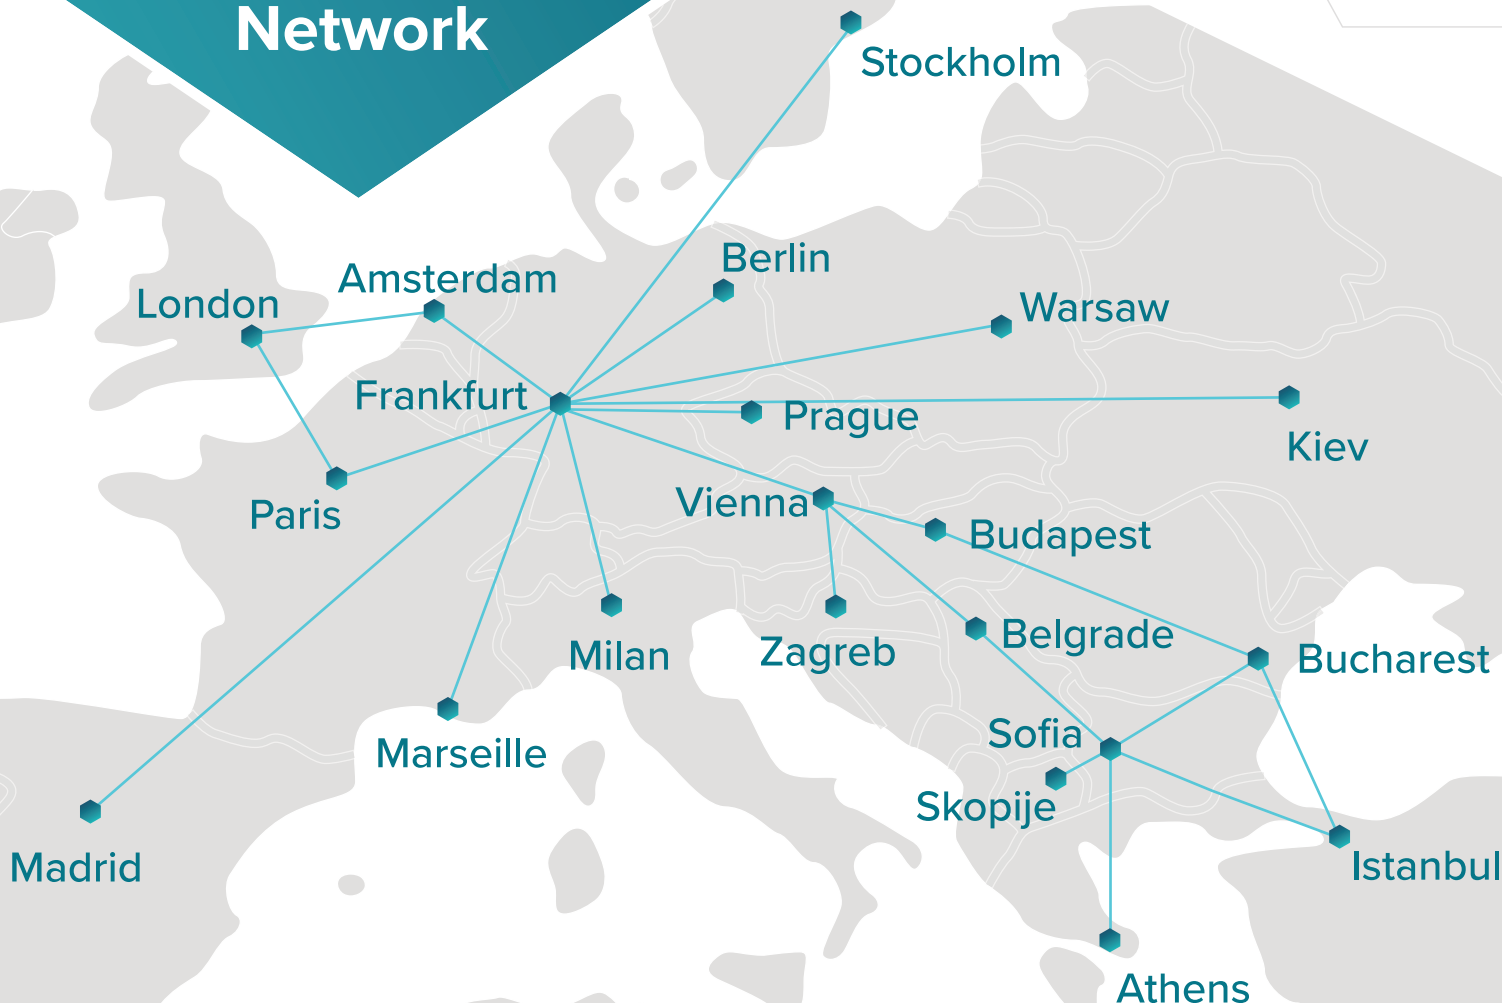 Network
Stockholm
Berlin
Amsterdam
London
Warsaw
Frankfurt
Prague
Kiev
Vienna
Paris
Budapest
Belgrade
Milan
Zagreb
Bucharest
Sofia
Marseille
Skopije
Madrid
Istanbul
Athens